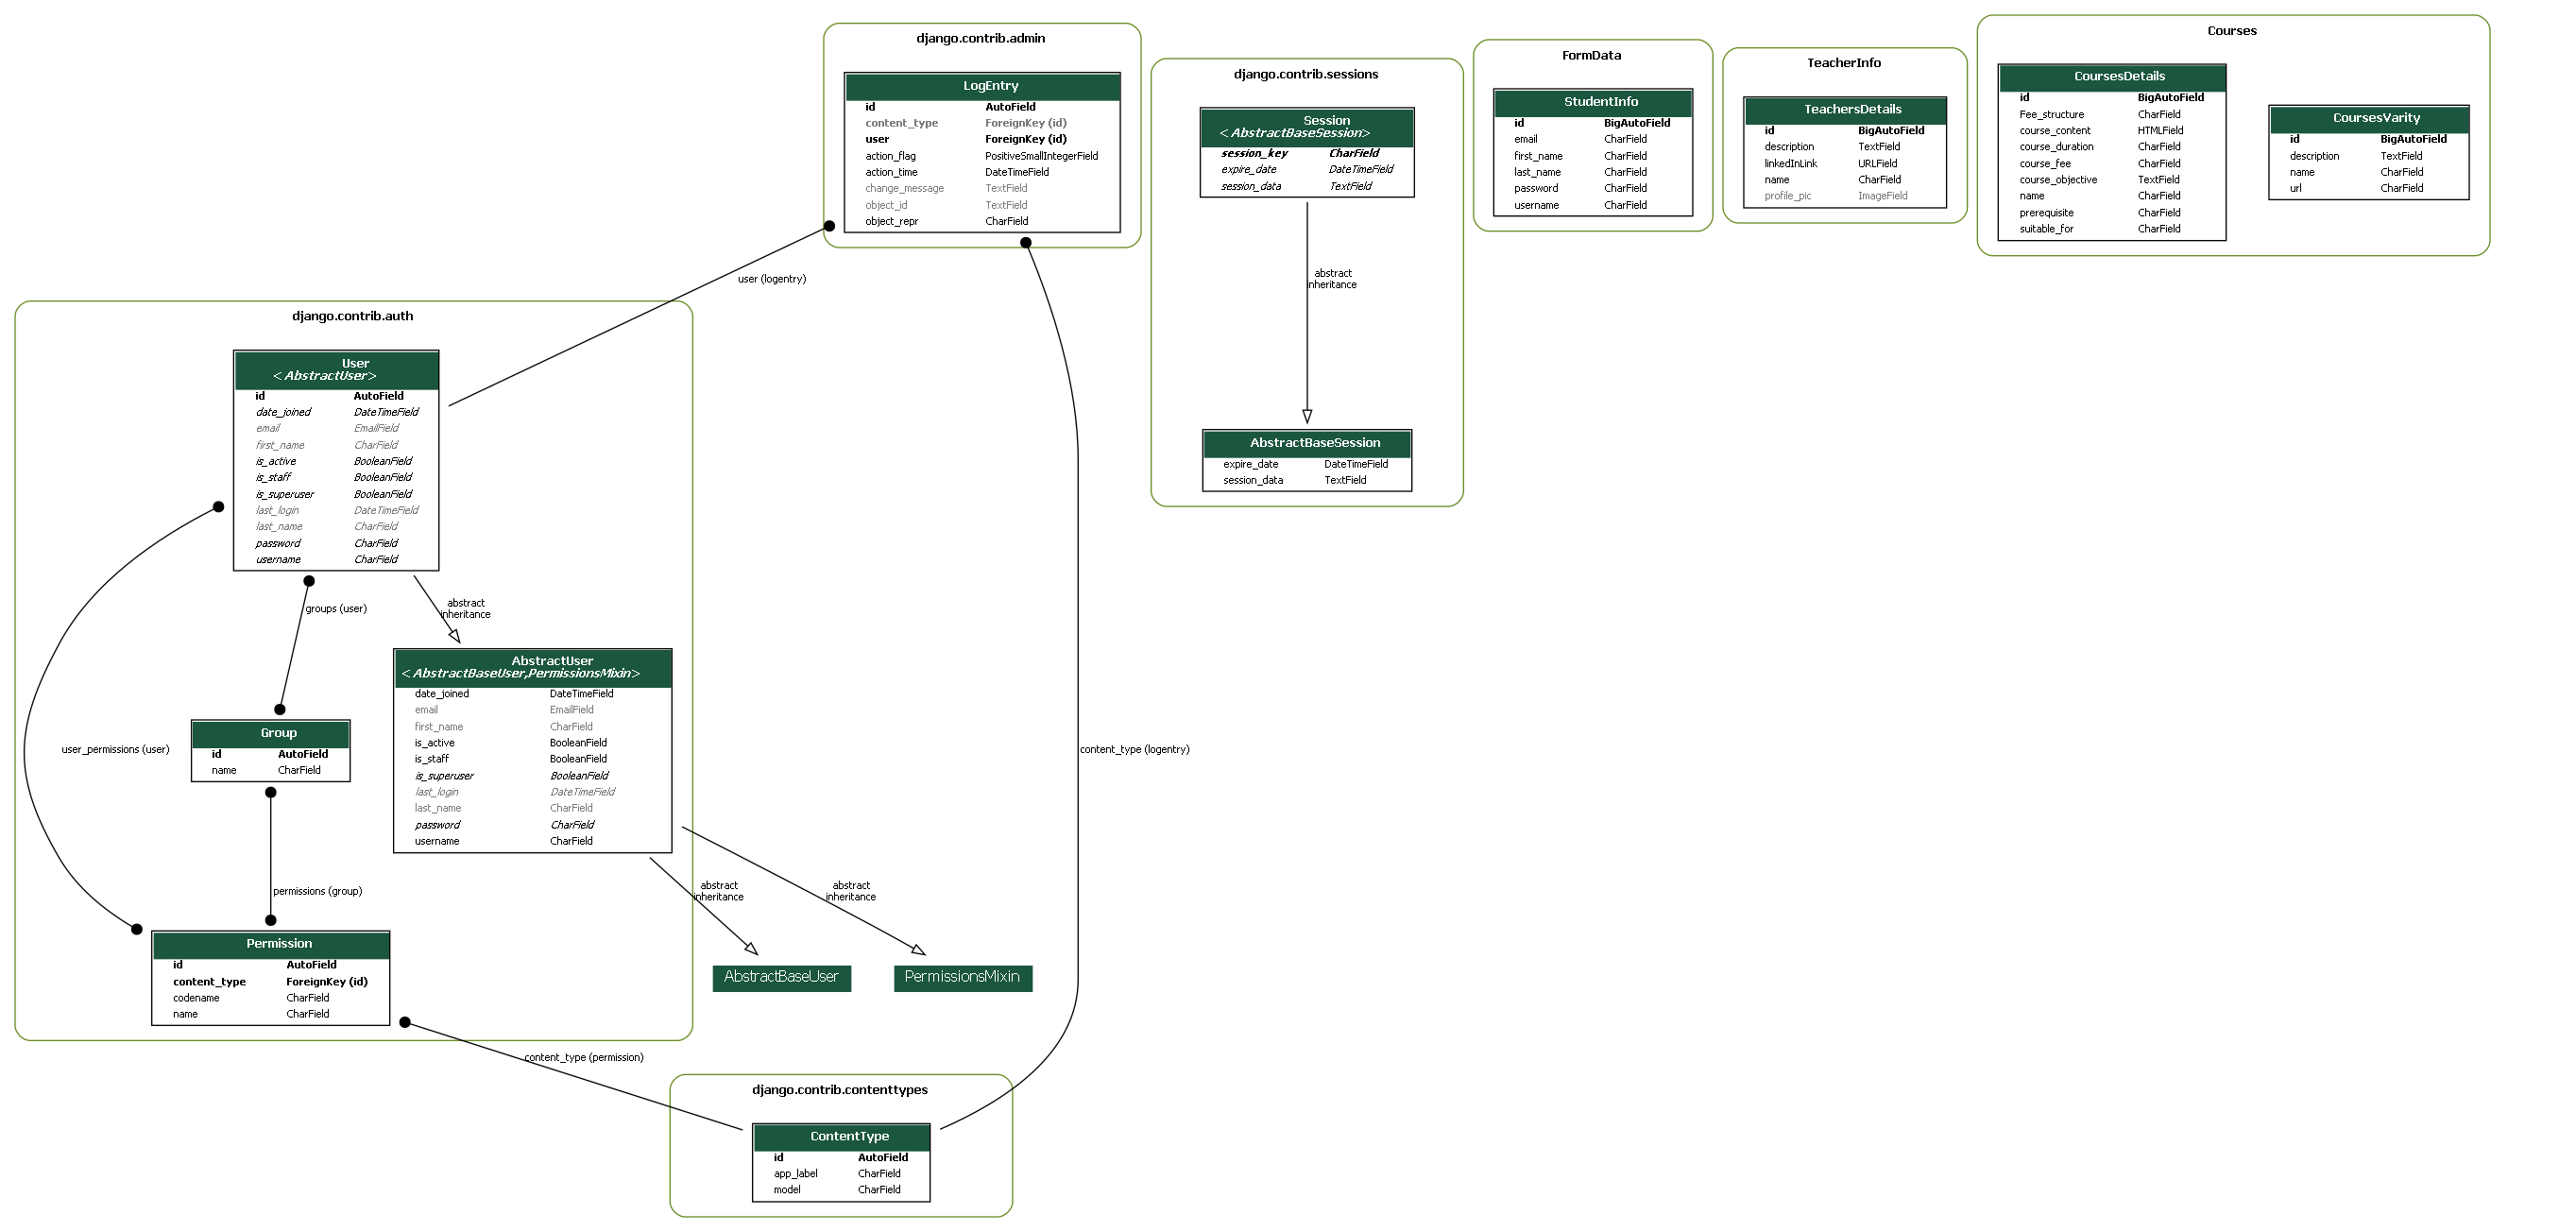 django.contrib.admin
LogEntry
id AutoField
content_type ForeignKey (id)
user ForeignKey (id)
action_flag PositiveSmallIntegerField
action_time DateTimeField
change_message TextField
object_id TextField
object_repr CharField
django.contrib.sessions
Session
<AbstractBaseSession>
session_key CharField
expire_date DateTimeField
session_data TextField
abstract
inheritance
AbstractBaseSession
expire_date DateTimeField
session_data TextField
FormData
StudentInfo
id BigAutoField
email CharField
first_name CharField
last_name CharField
password CharField
username CharField
TeacherInfo
TeachersDetails
id BigAutoField
description TextField
linkedInLink URLField
name CharField
profile_pic ImageField
Courses
CoursesDetails
id BigAutoField
Fee_structure CharField
course_content HTMLField
course_duration CharField
course_fee CharField
course_objective TextField
name CharField
prerequisite CharField
suitable_for CharField
CoursesVarity
id BigAutoField
description TextField
name CharField
url CharField
user (logentry)
django.contrib.auth
User
<AbstractUser>
id AutoField
date_joined DateTimeField
email EmailField
first_name CharField
is_active BooleanField
is_staff BooleanField
is_superuser BooleanField
last_login DateTimeField
last_name CharField
password CharField
username CharField
groups (user)
abstract
inheritance
AbstractUser
<AbstractBaseUser,PermissionsMixin>
date_joined DateTimeField
email EmailField
first_name CharField
is_active BooleanField
is_staff BooleanField
is_superuser BooleanField
last_login DateTimeField
last_name CharField
password CharField
username CharField
user_permissions (user)
Group
id AutoField
name CharField
content_type (logentry)
permissions (group)
abstract
inheritance
abstract
inheritance
Permission
id AutoField
content_type ForeignKey (id)
codename CharField
name CharField
AbstractBaseUser
PermissionsMixin
content_type (permission)
django.contrib.contenttypes
ContentType
id AutoField
app_label CharField
model CharField